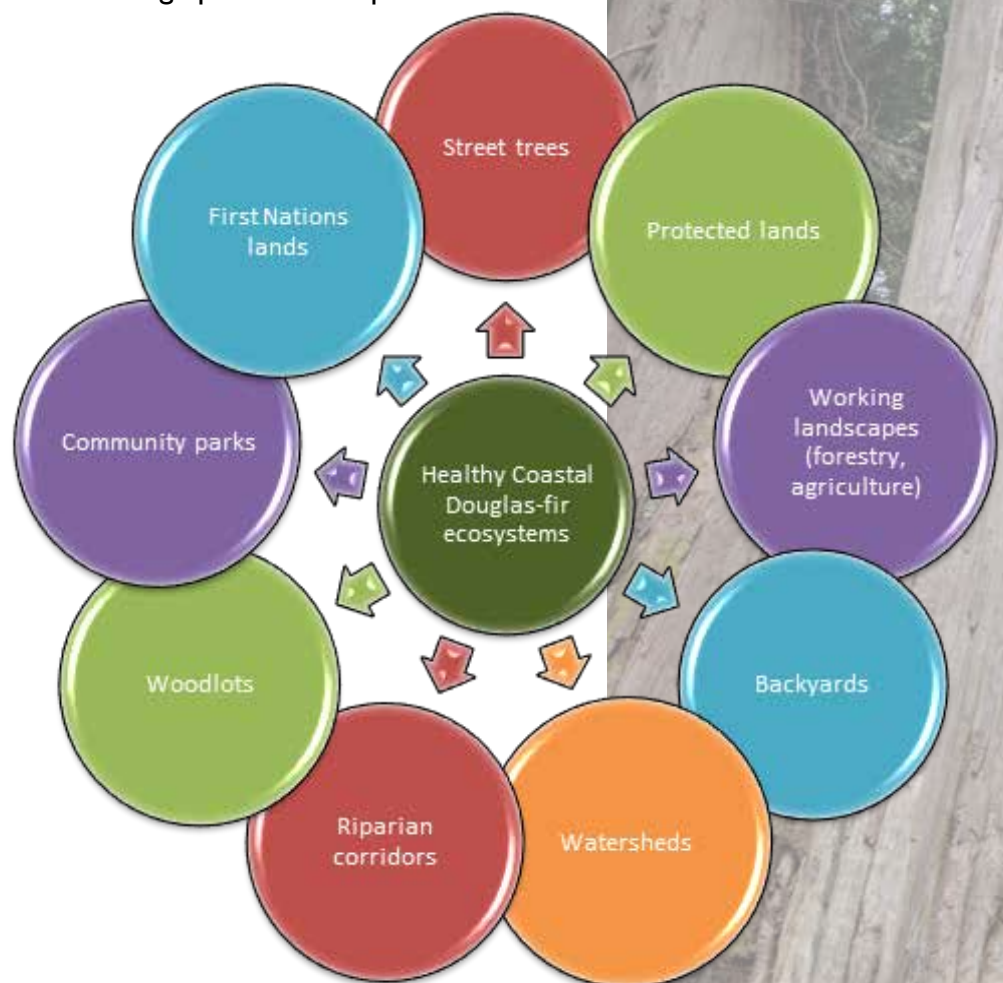 Street trees
First Nations
lands
Protected lands
Community parks
Healthy Coastal
Douglas-fir
ecosystems
Working
landscapes
(forestry,
agriculture)
Woodlots
Backyards
Riparian
corridors
Watersheds